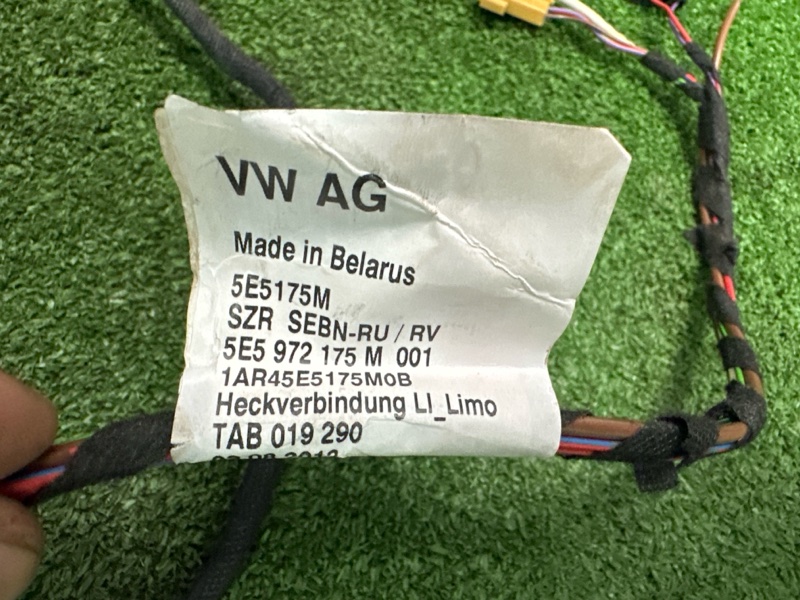 VW AG
Made in Belarus
5E5175M
SZR SEBN-RU / RV
5E5 972 175 M 001
1AR45E5175M0B
Heckverbindung LI_Limo
TAB 019 290